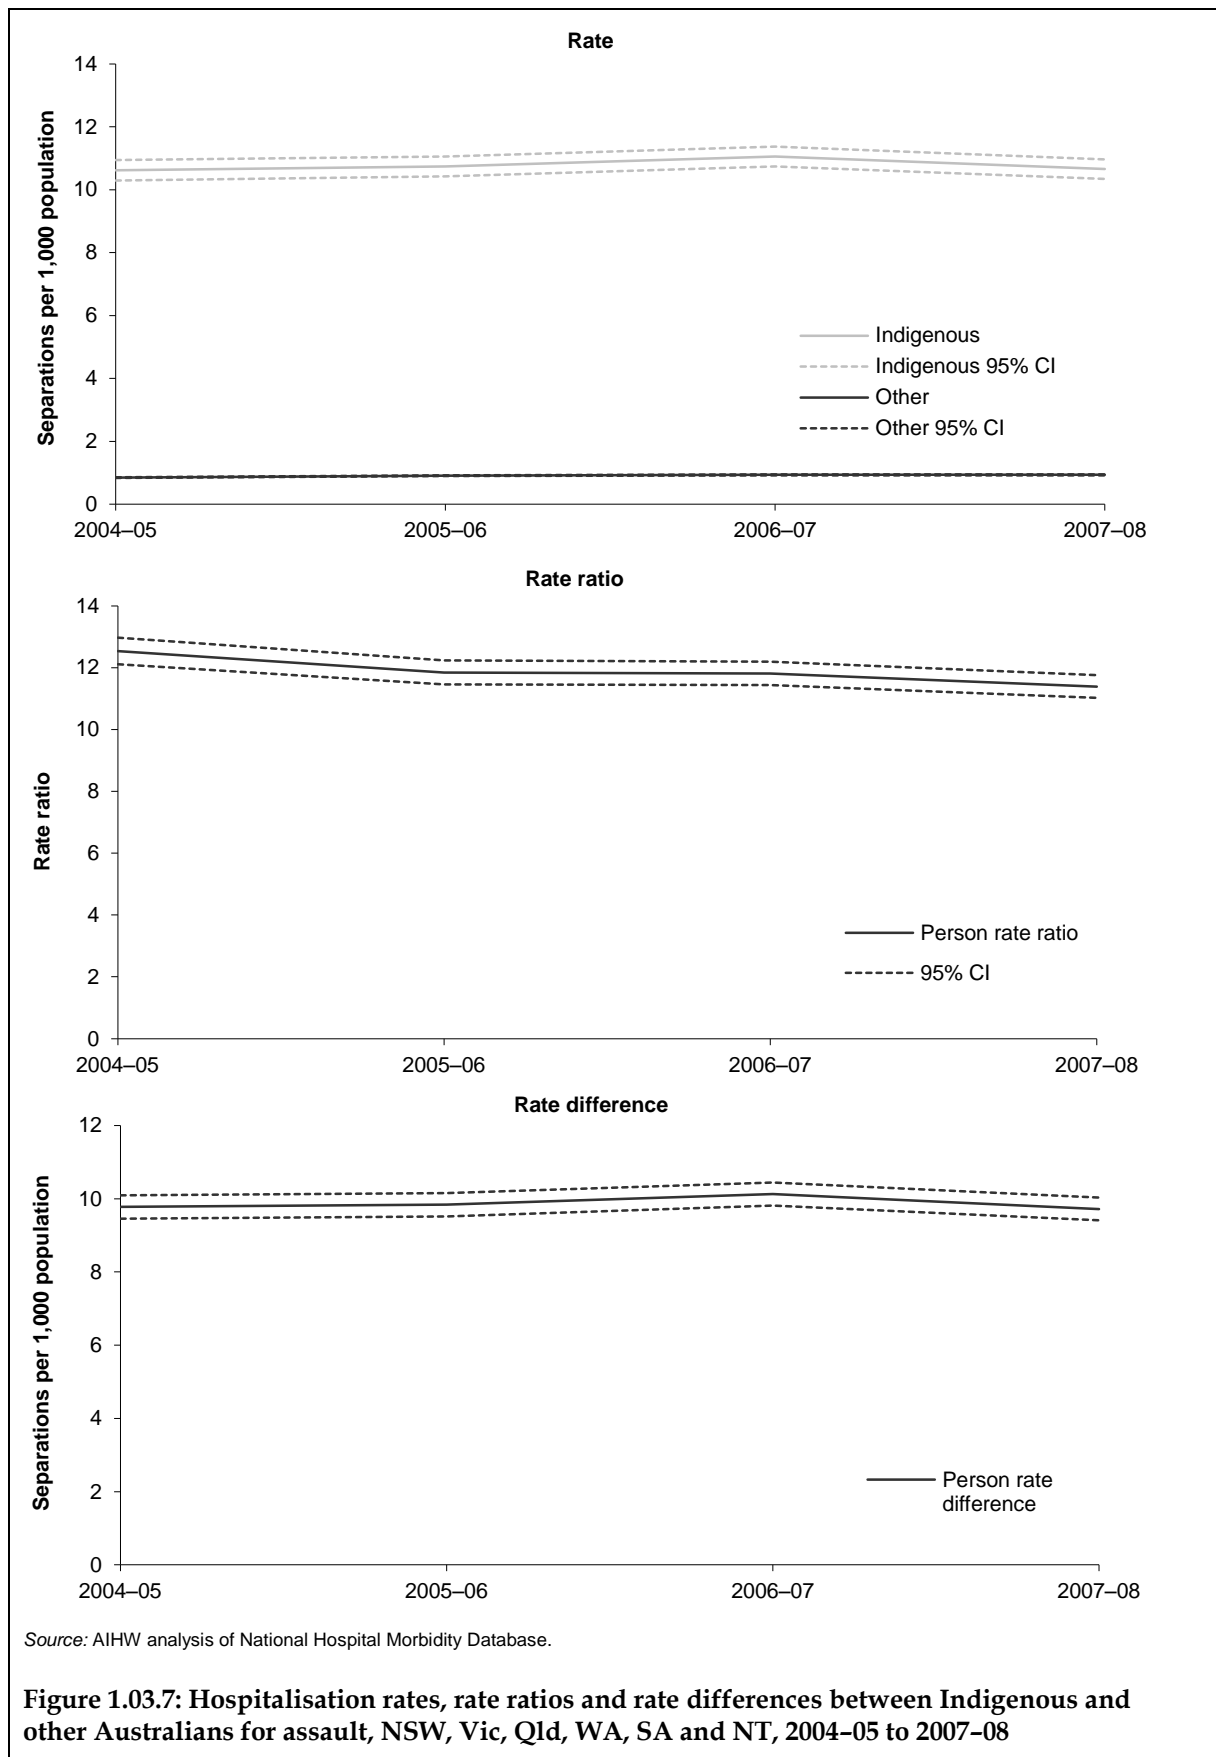 Rate
14
12
10
8
6
4
2
0
Separations per 1,000 population
Indigenous
Indigenous 95% CI
Other
Other 95% CI
2004–05 2005–06 2006–07 2007–08
Rate ratio
14
12
10
8
6
4
2
0
Rate ratio
Person rate ratio
95% CI
2004–05 2005–06 2006–07 2007–08
Rate difference
12
10
8
6
4
2
0
Separations per 1,000 population
Person rate
difference
2004–05 2005–06 2006–07 2007–08
Source: AIHW analysis of National Hospital Morbidity Database.
Figure 1.03.7: Hospitalisation rates, rate ratios and rate differences between Indigenous and
other Australians for assault, NSW, Vic, Qld, WA, SA and NT, 2004–05 to 2007–08